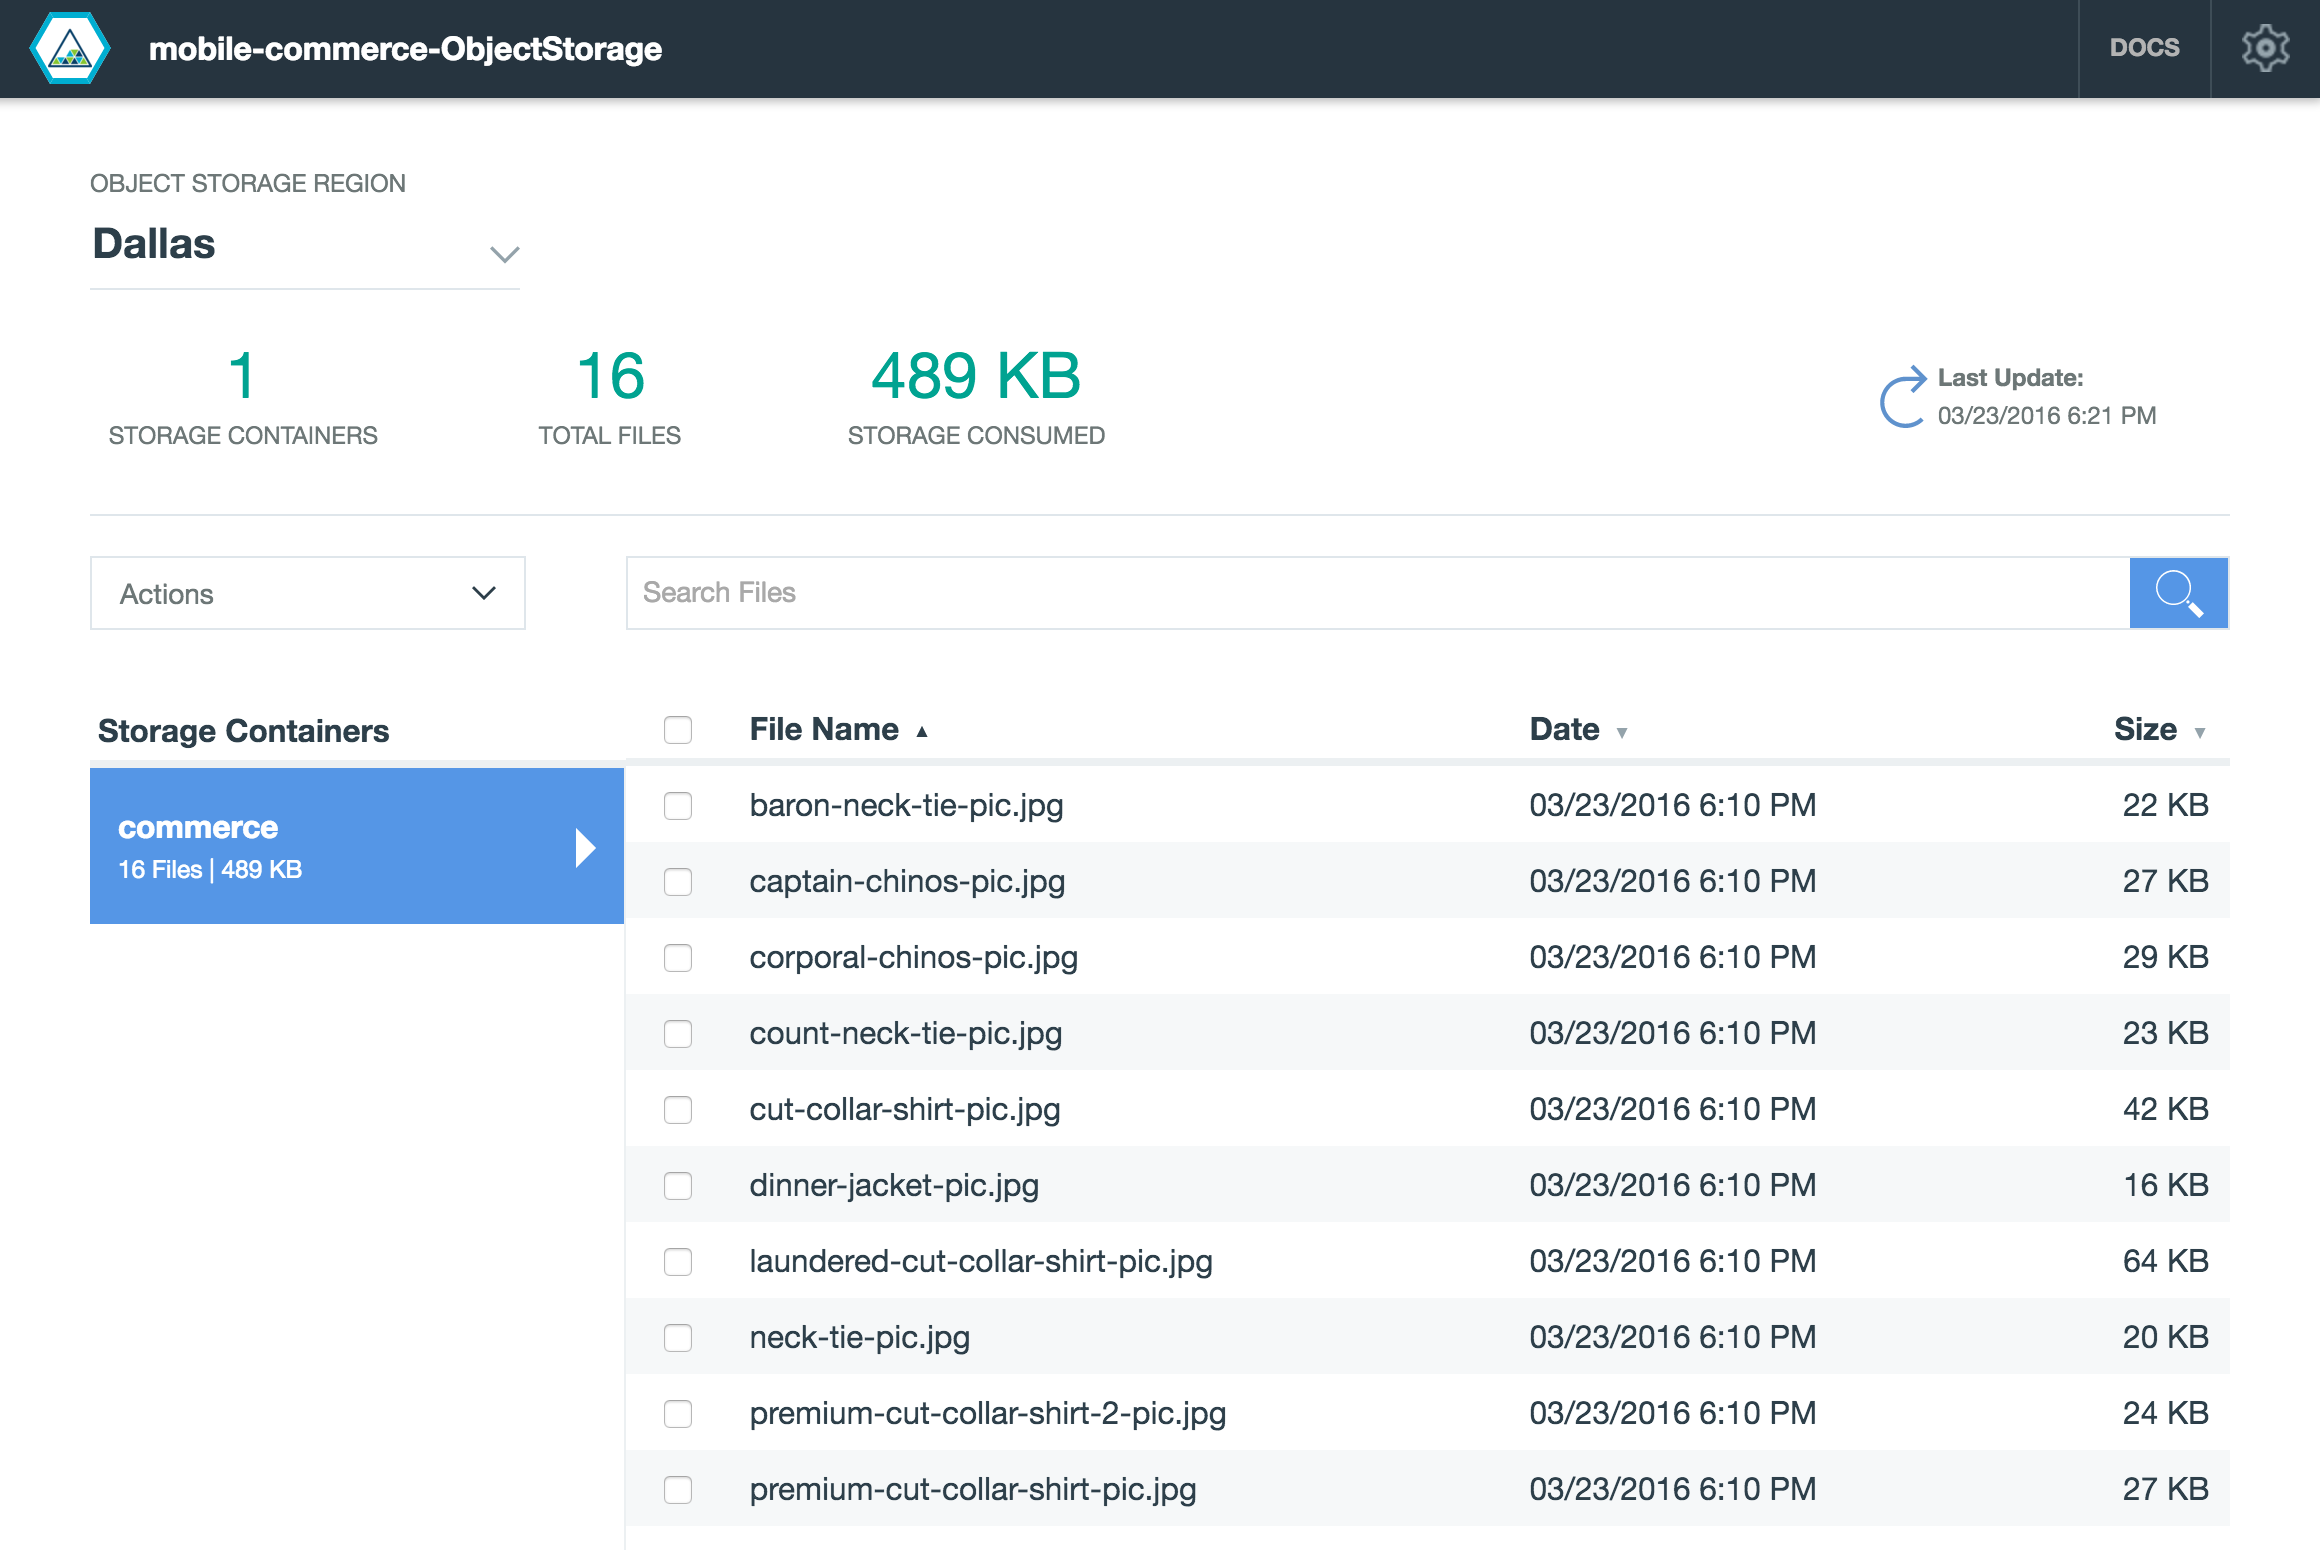 mobile-commerce-ObjectStorage
DOCS
OBJECT STORAGE REGION
Dallas
1
STORAGE CONTAINERS
16
TOTAL FILES
489 KB
STORAGE CONSUMED
Last Update:
03/23/2016 6:21 PM
Actions
Search Files
Storage Containers
commerce
16 Files | 489 KB
File Name Date Size
baron-neck-tie-pic.jpg 03/23/2016 6:10 PM 22 KB
captain-chinos-pic.jpg 03/23/2016 6:10 PM 27 KB
corporal-chinos-pic.jpg 03/23/2016 6:10 PM 29 KB
count-neck-tie-pic.jpg 03/23/2016 6:10 PM 23 KB
cut-collar-shirt-pic.jpg 03/23/2016 6:10 PM 42 KB
dinner-jacket-pic.jpg 03/23/2016 6:10 PM 16 KB
laundered-cut-collar-shirt-pic.jpg 03/23/2016 6:10 PM 64 KB
neck-tie-pic.jpg 03/23/2016 6:10 PM 20 KB
premium-cut-collar-shirt-2-pic.jpg 03/23/2016 6:10 PM 24 KB
premium-cut-collar-shirt-pic.jpg 03/23/2016 6:10 PM 27 KB